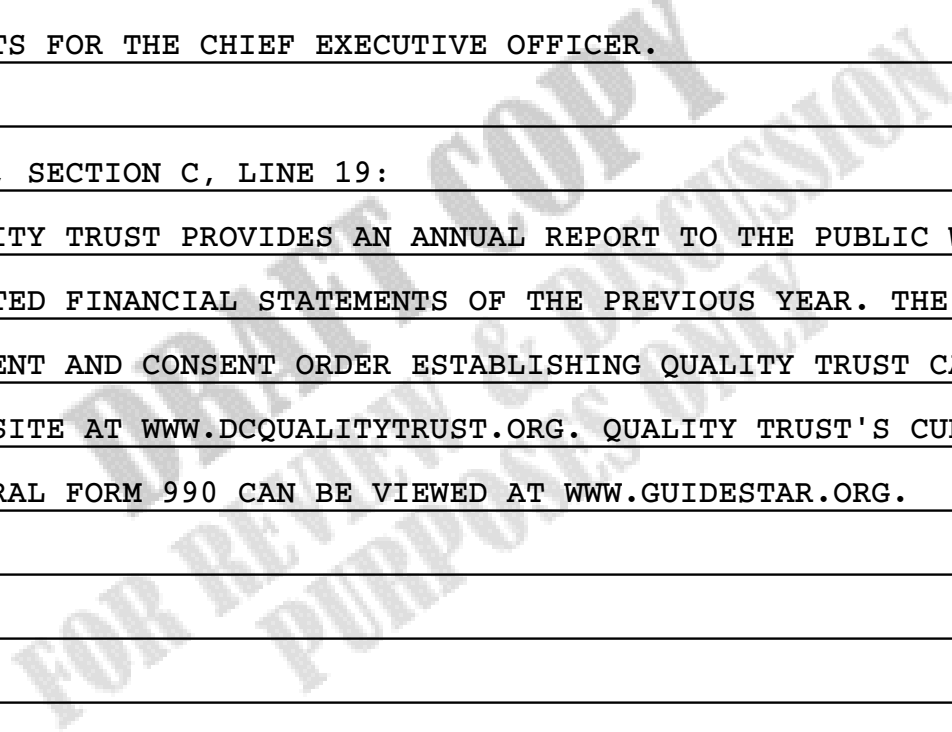 TS FOR THE CHIEF EXECUTIVE OFFICER.
, SECTION C, LINE 19:
ITY TRUST PROVIDES AN ANNUAL REPORT TO THE PUBLIC W
TED FINANCIAL STATEMENTS OF THE PREVIOUS YEAR. THE
ENT AND CONSENT ORDER ESTABLISHING QUALITY TRUST CA
SITE AT WWW.DCQUALITYTRUST.ORG. QUALITY TRUST'S CU
RAL FORM 990 CAN BE VIEWED AT WWW.GUIDESTAR.ORG.
DRAFT COPY
FOR REVIEW & DISCUSSION
PURPOSES ONLY